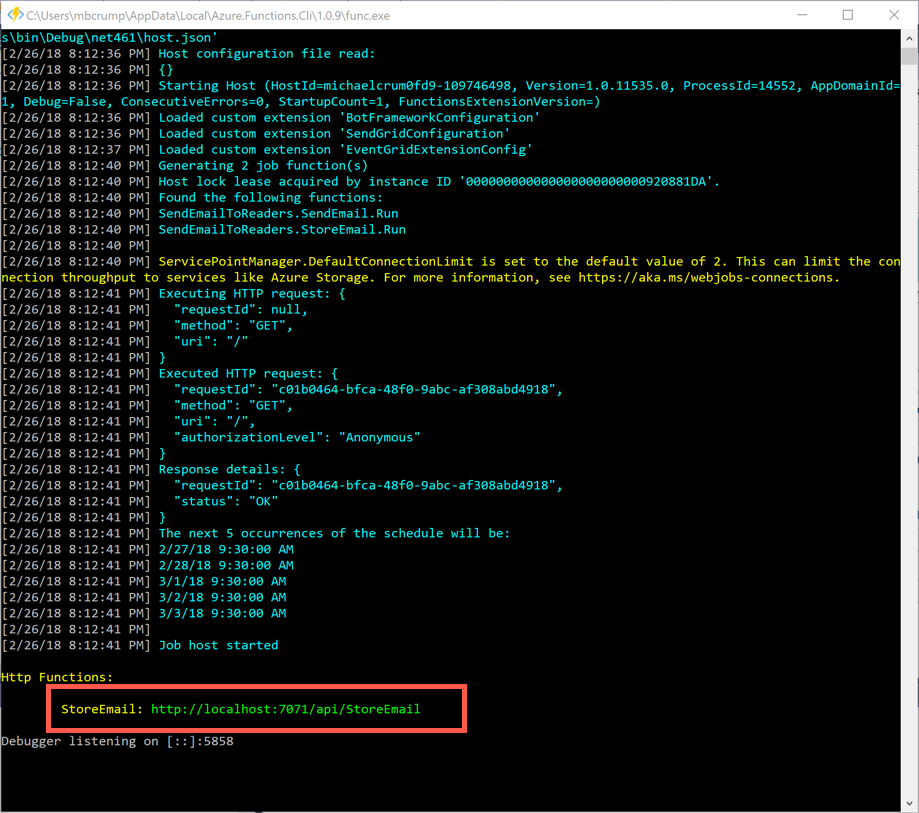 C:\Users\mbcrump\AppData\Local\Azure.Functions.Cli\1.0.9\func.exe
s\bin\Debug\net461\host.json'
[2/26/18 8:12:36 PM] Host configuration file read:
[2/26/18 8:12:36 PM] {}
[2/26/18 8:12:36 PM] Starting Host (HostId=michaelcrum0fd9-109746498, Version=1.0.11535.0, ProcessId=14552, AppDomainId=
1, Debug=False, ConsecutiveErrors=0, StartupCount=1, FunctionsExtensionVersion=)
[2/26/18 8:12:36 PM] Loaded custom extension 'BotFrameworkConfiguration'
[2/26/18 8:12:36 PM] Loaded custom extension 'SendGridConfiguration'
[2/26/18 8:12:37 PM] Loaded custom extension 'EventGridExtensionConfig'
[2/26/18 8:12:40 PM] Generating 2 job function(s)
[2/26/18 8:12:40 PM] Host lock lease acquired by instance ID '000000000000000000000000920881DA'.
[2/26/18 8:12:40 PM] Found the following functions:
[2/26/18 8:12:40 PM] SendEmailToReaders.SendEmail.Run
[2/26/18 8:12:40 PM] SendEmailToReaders.StoreEmail.Run
[2/26/18 8:12:40 PM]
[2/26/18 8:12:40 PM] ServicePointManager.DefaultConnectionLimit is set to the default value of 2. This can limit the con
nection throughput to services like Azure Storage. For more information, see https://aka.ms/webjobs-connections.
[2/26/18 8:12:41 PM] Executing HTTP request: {
[2/26/18 8:12:41 PM]   "requestId": null,
[2/26/18 8:12:41 PM]   "method": "GET",
[2/26/18 8:12:41 PM]   "uri": "/"
[2/26/18 8:12:41 PM] }
[2/26/18 8:12:41 PM] Executed HTTP request: {
[2/26/18 8:12:41 PM]   "requestId": "c01b0464-bfca-48f0-9abc-af308abd4918",
[2/26/18 8:12:41 PM]   "method": "GET",
[2/26/18 8:12:41 PM]   "uri": "/",
[2/26/18 8:12:41 PM]   "authorizationLevel": "Anonymous"
[2/26/18 8:12:41 PM] }
[2/26/18 8:12:41 PM] Response details: {
[2/26/18 8:12:41 PM]   "requestId": "c01b0464-bfca-48f0-9abc-af308abd4918",
[2/26/18 8:12:41 PM]   "status": "OK"
[2/26/18 8:12:41 PM] }
[2/26/18 8:12:41 PM] The next 5 occurrences of the schedule will be:
[2/26/18 8:12:41 PM] 2/27/18 9:30:00 AM
[2/26/18 8:12:41 PM] 2/28/18 9:30:00 AM
[2/26/18 8:12:41 PM] 3/1/18 9:30:00 AM
[2/26/18 8:12:41 PM] 3/2/18 9:30:00 AM
[2/26/18 8:12:41 PM] 3/3/18 9:30:00 AM
[2/26/18 8:12:41 PM]
[2/26/18 8:12:41 PM] Job host started
Http Functions:
StoreEmail: http://localhost:7071/api/StoreEmail
Debugger listening on [::]:5858